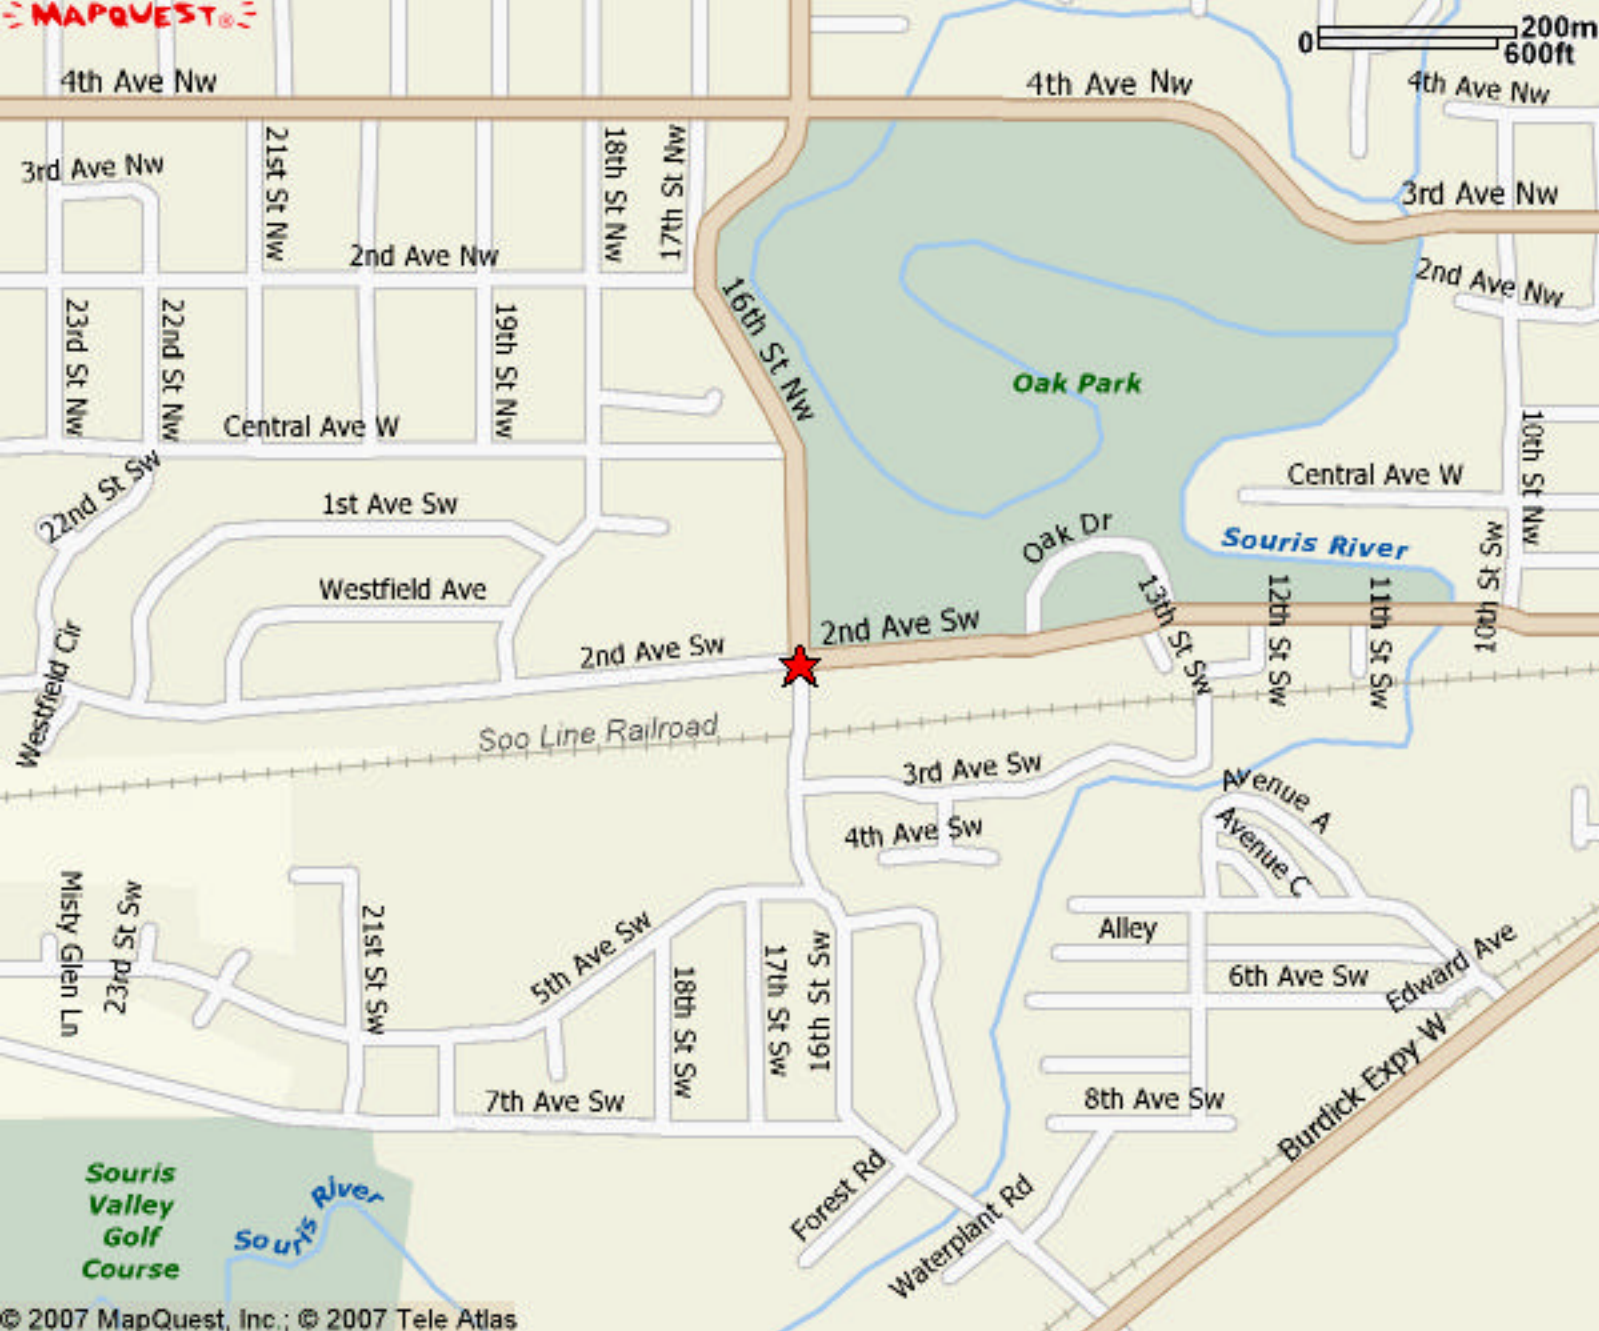 MAPQUEST®
0 200m
600ft
4th Ave Nw
4th Ave Nw
4th Ave Nw
3rd Ave Nw
21st St Nw
18th St Nw
17th St Nw
3rd Ave Nw
2nd Ave Nw
2nd Ave Nw
23rd St Nw
22nd St Nw
19th St Nw
16th St Nw
Oak Park
Central Ave W
10th St Nw
Central Ave W
22nd St Sw
1st Ave Sw
Oak Dr
Souris River
10th St Sw
Westfield Ave
13th St Sw
12th St Sw
11th St Sw
Westfield Cir
2nd Ave Sw
2nd Ave Sw
Soo Line Railroad
3rd Ave Sw
4th Ave Sw
Avenue A
Avenue C
Misty Glen Ln
23rd St Sw
21st St Sw
5th Ave Sw
18th St Sw
17th St Sw
16th St Sw
Alley
6th Ave Sw
Edward Ave
7th Ave Sw
8th Ave Sw
Burdick Expy W
Souris
Valley
Golf
Course
Souris River
Forest Rd
Waterplant Rd
© 2007 MapQuest, Inc.; © 2007 Tele Atlas